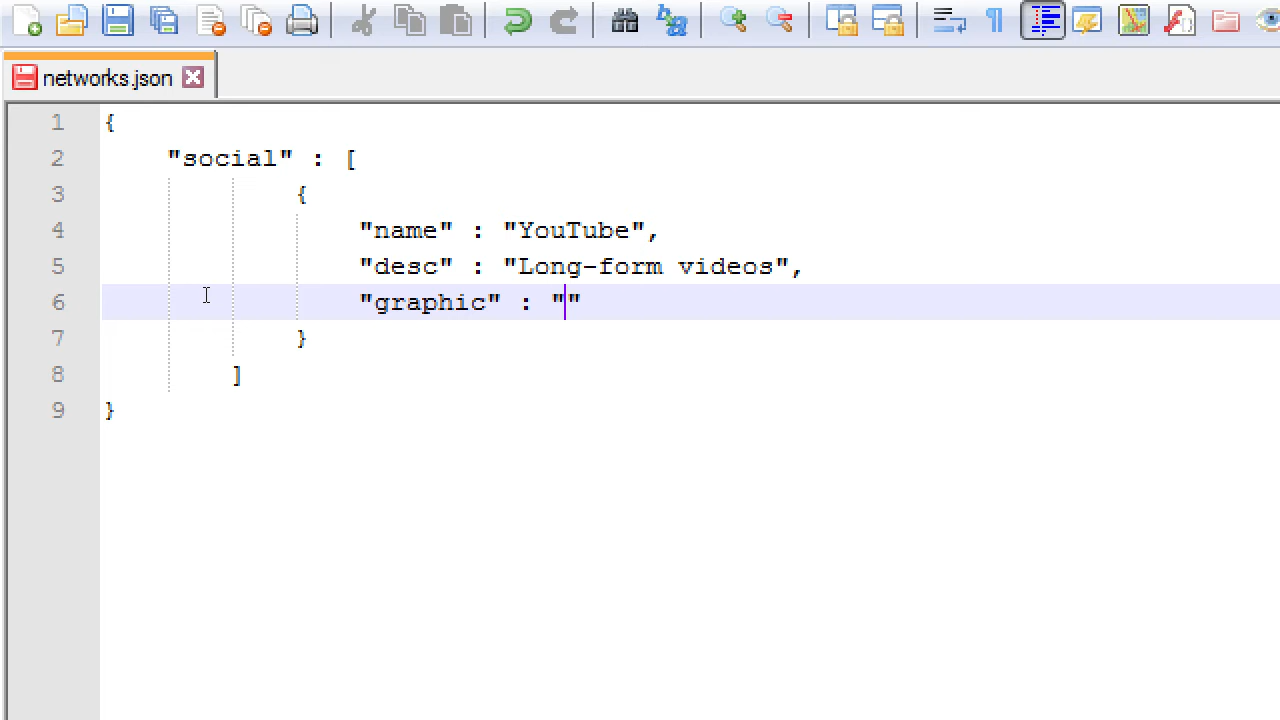 networks.json
1 {
2 "social" : [
3 {
4 "name" : "YouTube",
5 "desc" : "Long-form videos",
6 "graphic" : ""
7 }
8 ]
9 }